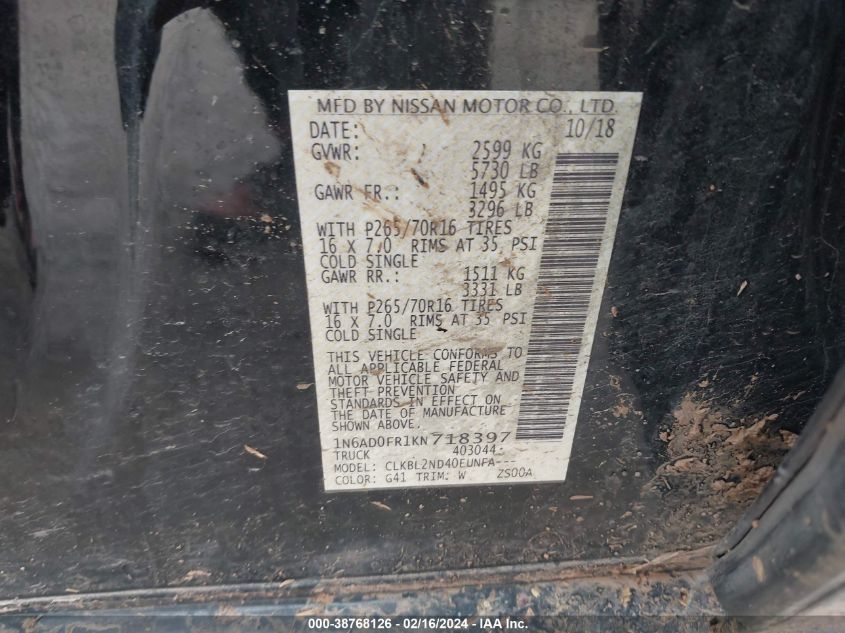 MFD BY NISSAN MOTOR CO., LTD.
DATE: 10/18
GVWR: 2599 KG
5730 LB
GAWR FR.: 1495 KG
3296 LB
WITH P265/70R16 TIRES
16 X 7.0 RIMS AT 35 PSI
COLD SINGLE
GAWR RR.: 1511 KG
3331 LB
WITH P265/70R16 TIRES
16 X 7.0 RIMS AT 35 PSI
COLD SINGLE
THIS VEHICLE CONFORMS TO
ALL APPLICABLE FEDERAL
MOTOR VEHICLE SAFETY AND
THEFT PREVENTION
STANDARDS IN EFFECT ON
THE DATE OF MANUFACTURE
SHOWN ABOVE.
1N6AD0FR1KN718397
TRUCK 403044
MODEL: CLKBL2ND40EUNFA---
COLOR: G41 TRIM: W ZS00A
000-38768126 - 02/16/2024 - IAA Inc.